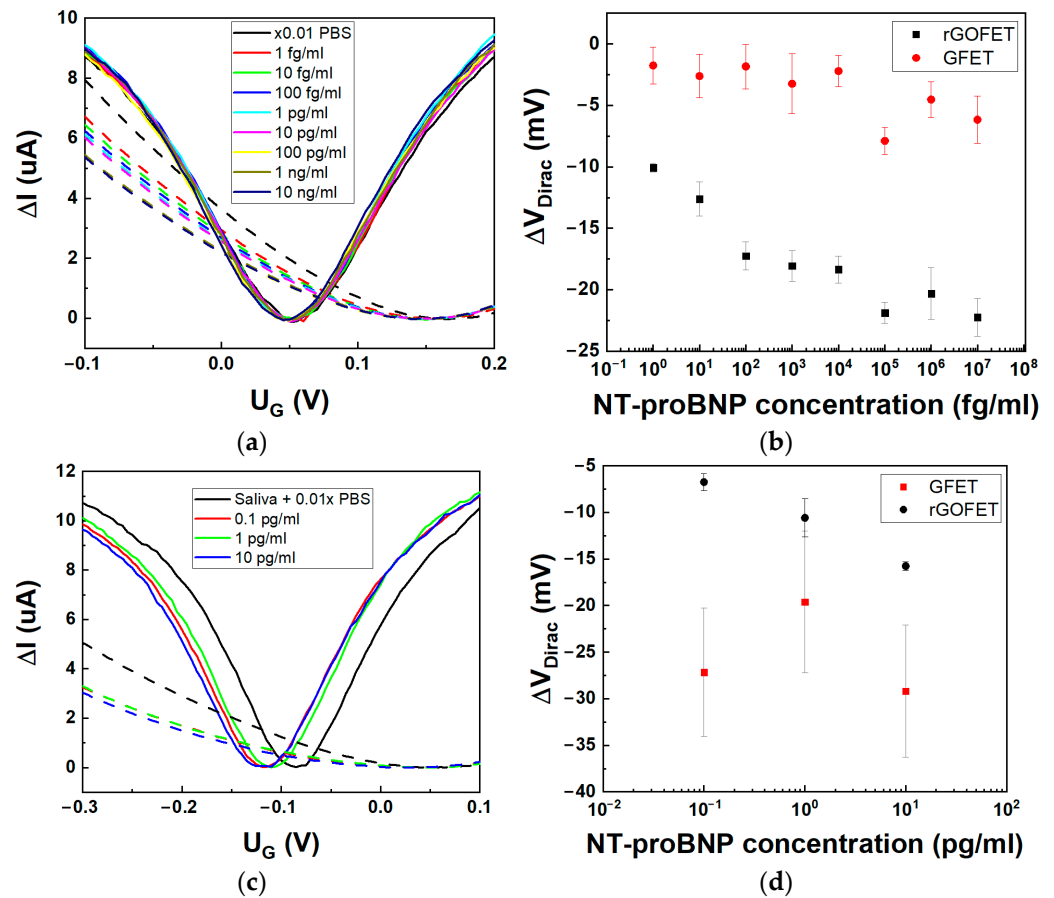 10
8
6
4
2
0
ΔI (uA)
x0.01 PBS
1 fg/ml
10 fg/ml
100 fg/ml
1 pg/ml
10 pg/ml
100 pg/ml
1 ng/ml
10 ng/ml
−0.1 0.0 0.1 0.2
U_G (V)
(a)
0
−5
−10
−15
−20
−25
ΔV_Dirac (mV)
rGOFET
GFET
10⁻¹ 10⁰ 10¹ 10² 10³ 10⁴ 10⁵ 10⁶ 10⁷ 10⁸
NT-proBNP concentration (fg/ml)
(b)
12
10
8
6
4
2
0
ΔI (uA)
Saliva + 0.01x PBS
0.1 pg/ml
1 pg/ml
10 pg/ml
−0.3 −0.2 −0.1 0.0 0.1
U_G (V)
(c)
−5
−10
−15
−20
−25
−30
−35
−40
ΔV_Dirac (mV)
GFET
rGOFET
10⁻² 10⁻¹ 10⁰ 10¹ 10²
NT-proBNP concentration (pg/ml)
(d)